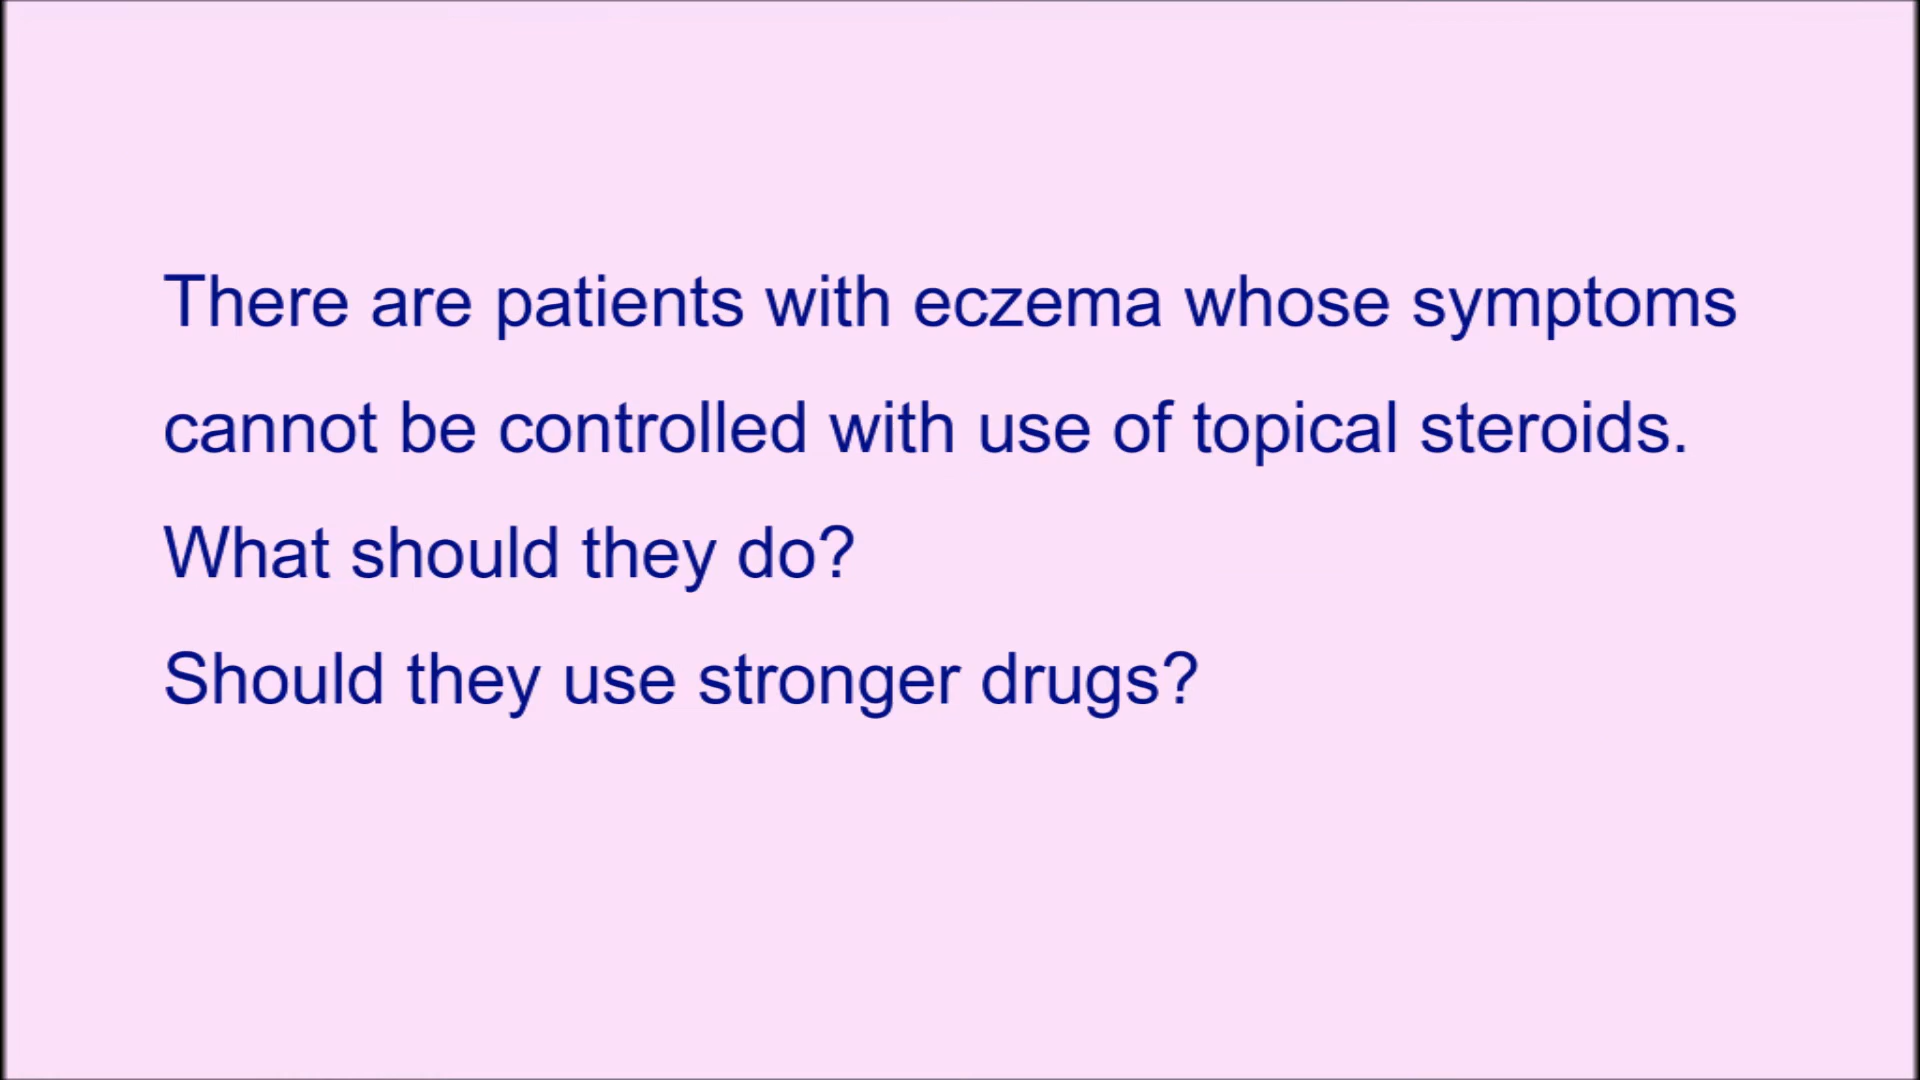 There are patients with eczema whose symptoms
cannot be controlled with use of topical steroids.
What should they do?
Should they use stronger drugs?